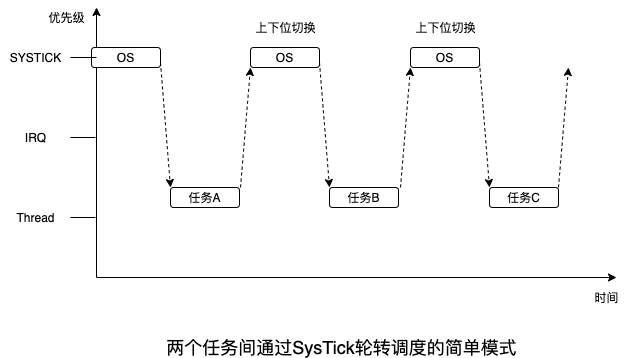 优先级
上下位切换 上下位切换
SYSTICK OS OS OS
IRQ
任务A 任务B 任务C
Thread
时间
两个任务间通过SysTick轮转调度的简单模式